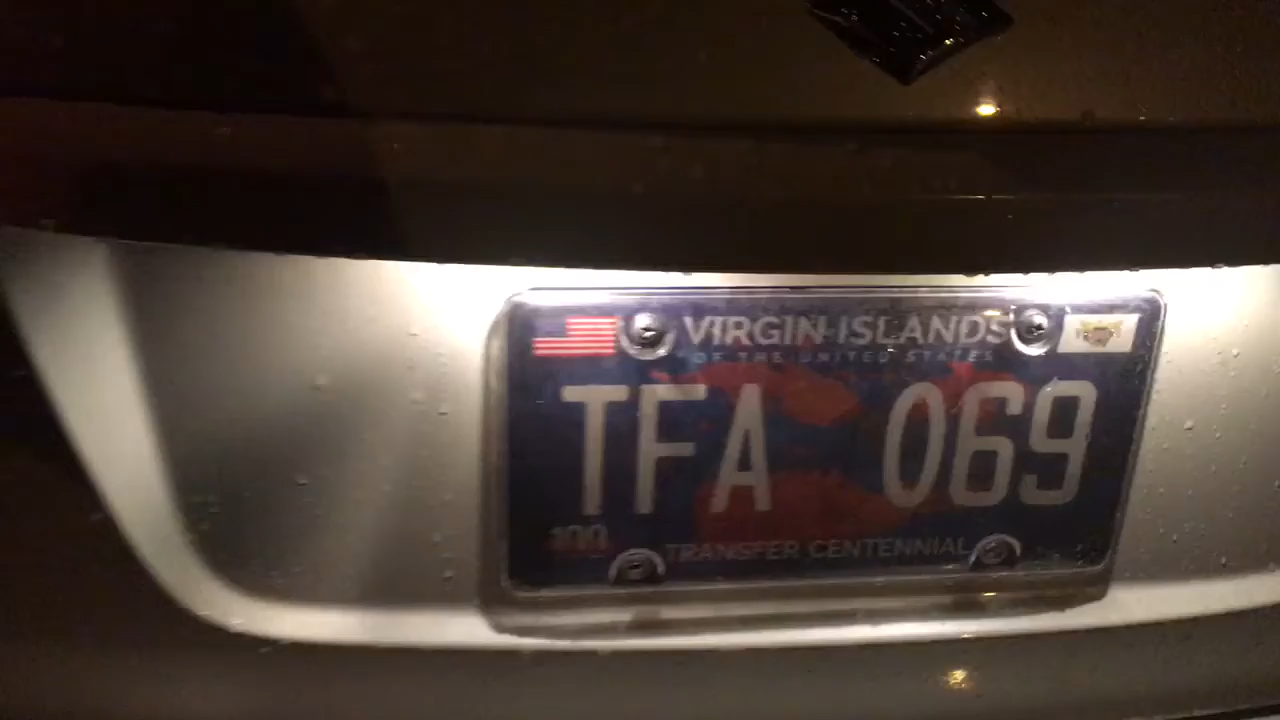 VIRGIN ISLANDS
OF THE UNITED STATES
TFA 069
100
TRANSFER CENTENNIAL